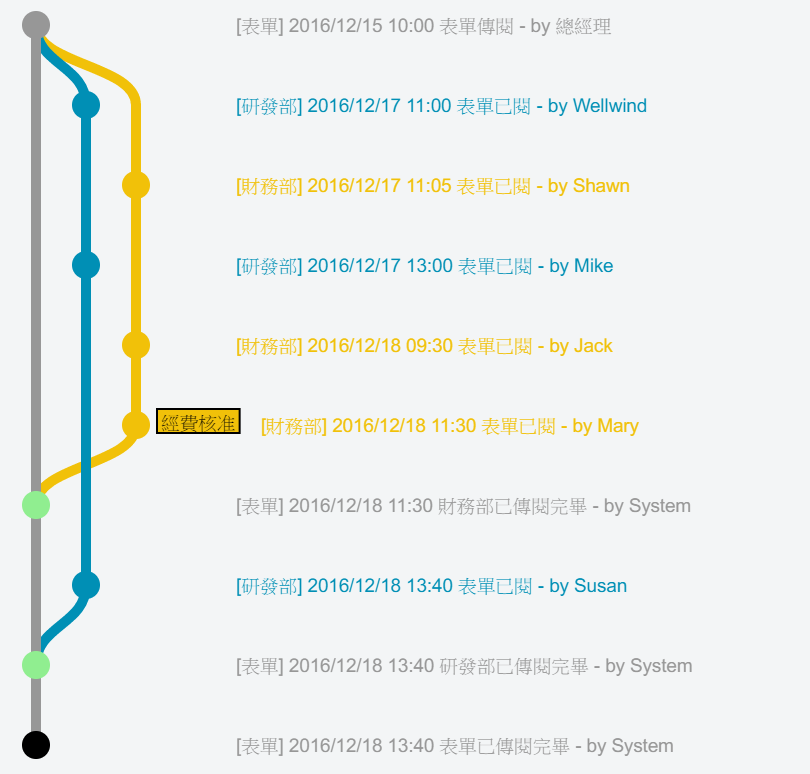 [表單] 2016/12/15 10:00 表單傳閱 - by 總經理
[研發部] 2016/12/17 11:00 表單已閱 - by Wellwind
[財務部] 2016/12/17 11:05 表單已閱 - by Shawn
[研發部] 2016/12/17 13:00 表單已閱 - by Mike
[財務部] 2016/12/18 09:30 表單已閱 - by Jack
經費核准 [財務部] 2016/12/18 11:30 表單已閱 - by Mary
[表單] 2016/12/18 11:30 財務部已傳閱完畢 - by System
[研發部] 2016/12/18 13:40 表單已閱 - by Susan
[表單] 2016/12/18 13:40 研發部已傳閱完畢 - by System
[表單] 2016/12/18 13:40 表單已傳閱完畢 - by System